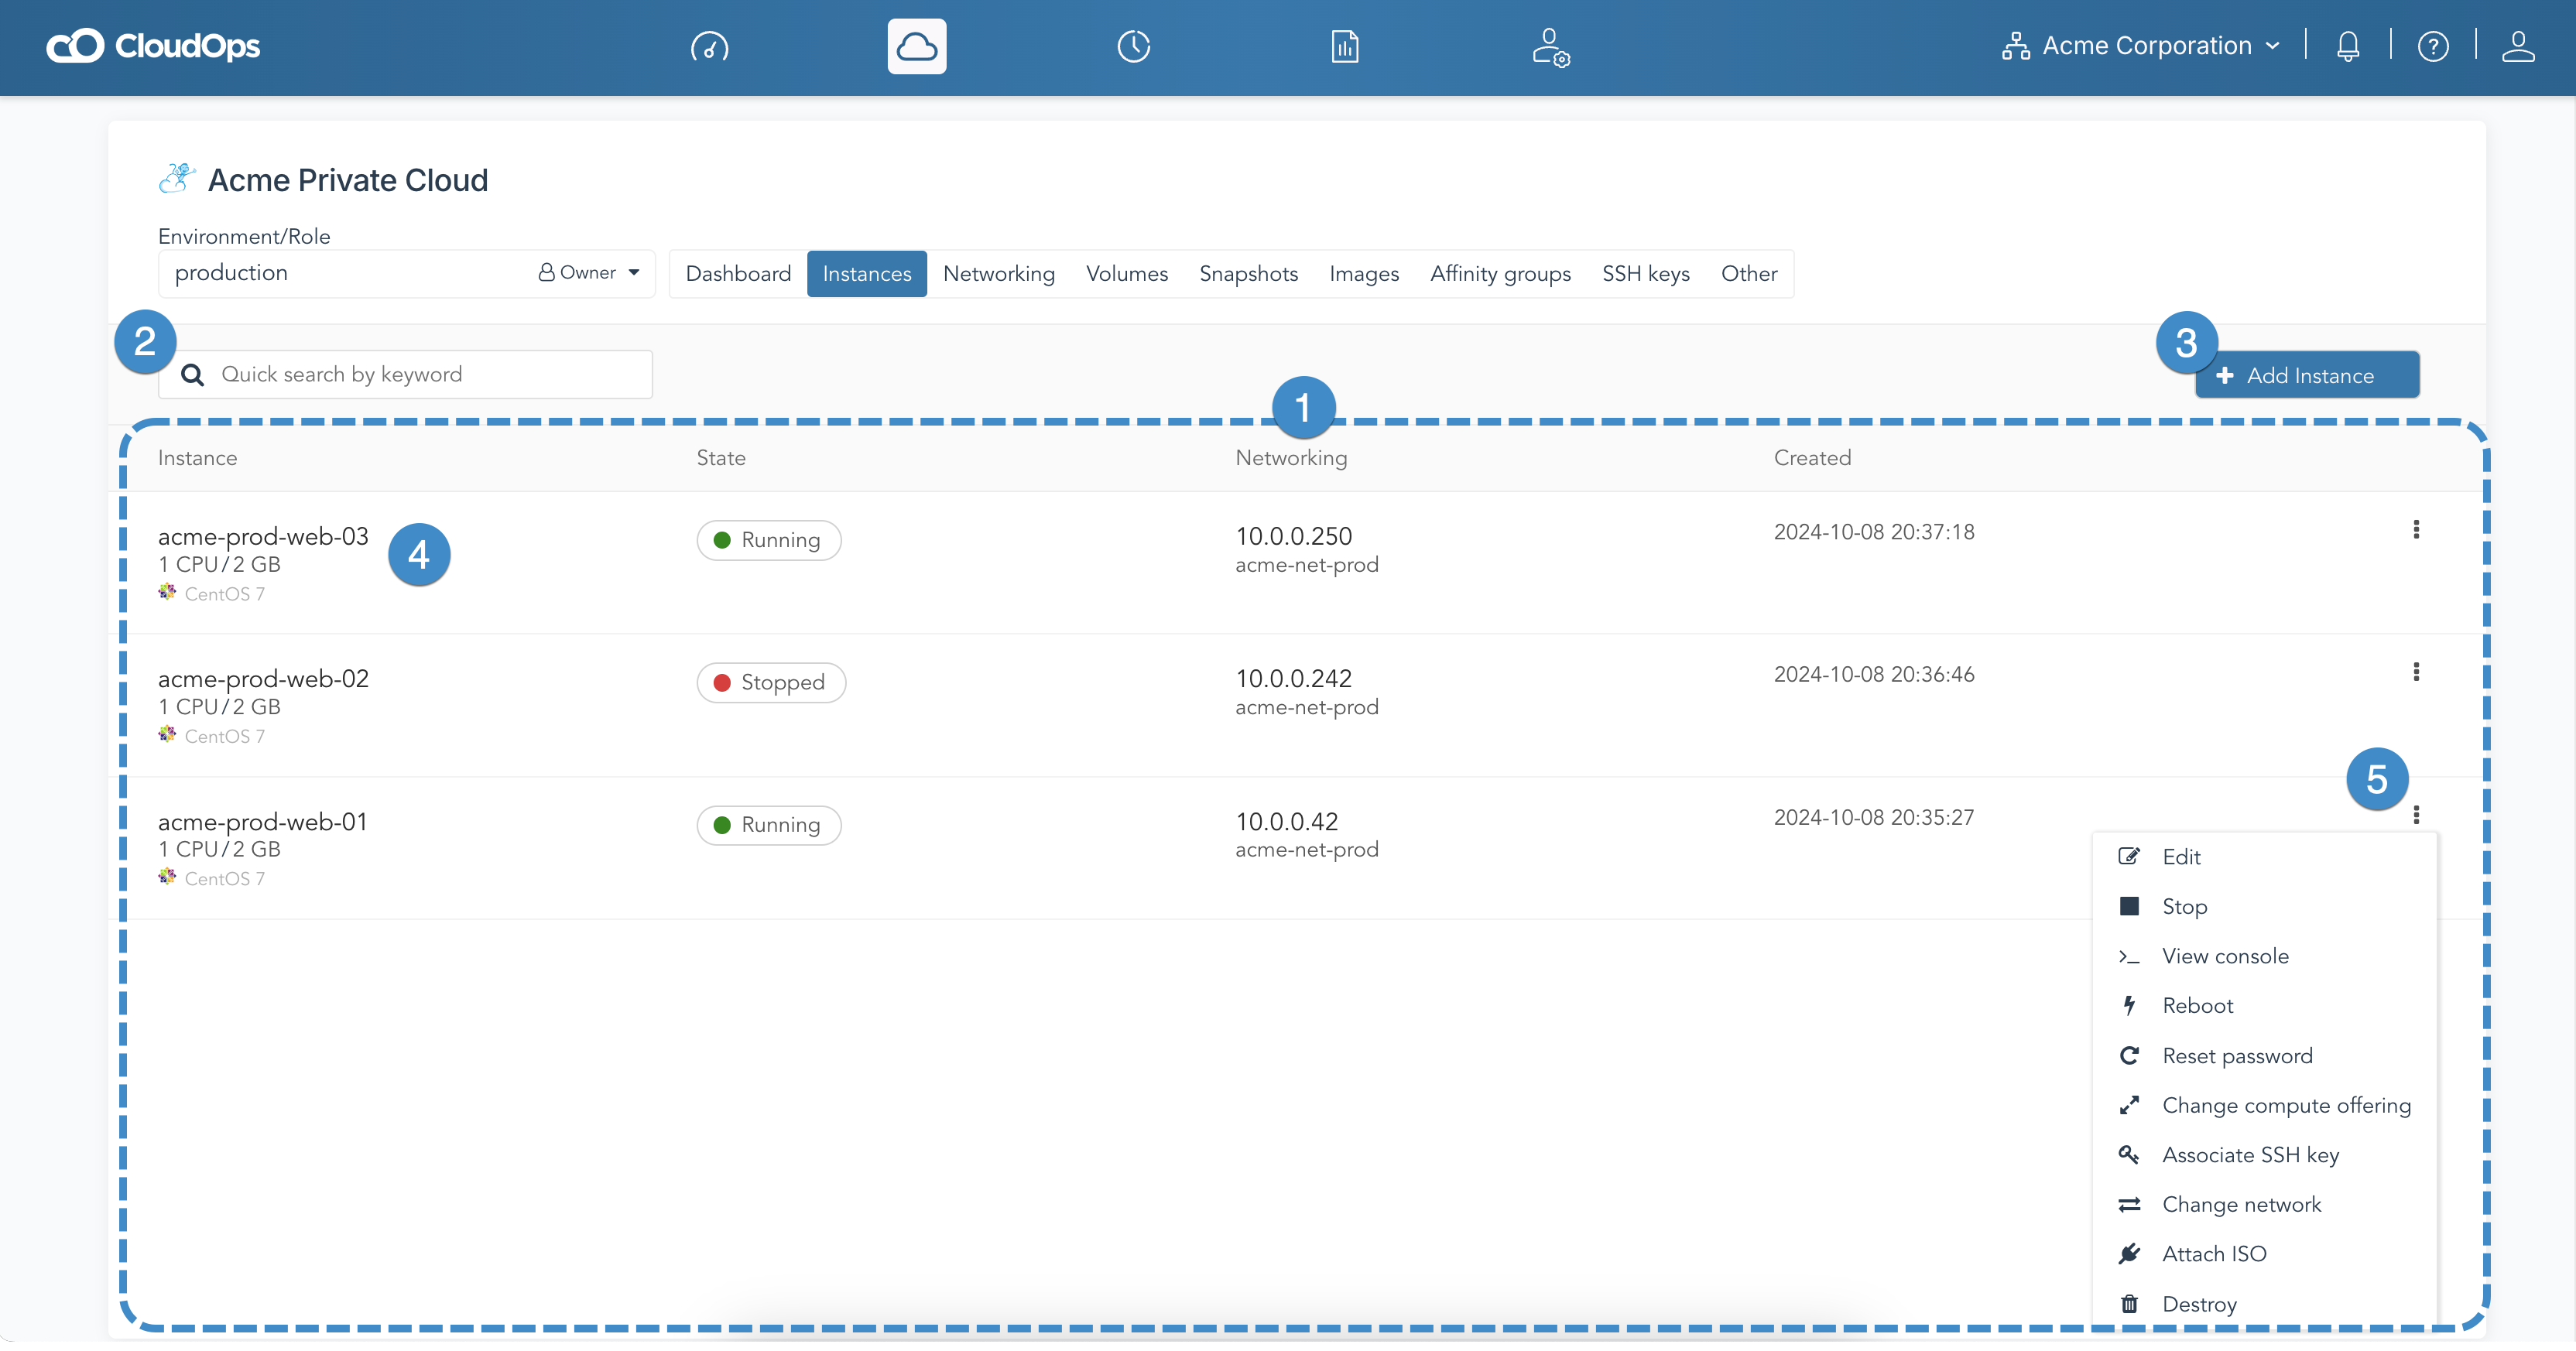 CloudOps
Acme Corporation
Acme Private Cloud
Environment/Role
production Owner
Dashboard Instances Networking Volumes Snapshots Images Affinity groups SSH keys Other
2
3
Quick search by keyword
Add Instance
1
Instance State Networking Created
acme-prod-web-03 Running 10.0.0.250 2024-10-08 20:37:18
4
1 CPU/2 GB acme-net-prod
CentOS 7
acme-prod-web-02 Stopped 10.0.0.242 2024-10-08 20:36:46
1 CPU/2 GB acme-net-prod
CentOS 7
5
acme-prod-web-01 Running 10.0.0.42 2024-10-08 20:35:27
1 CPU/2 GB acme-net-prod
CentOS 7
Edit
Stop
View console
Reboot
Reset password
Change compute offering
Associate SSH key
Change network
Attach ISO
Destroy